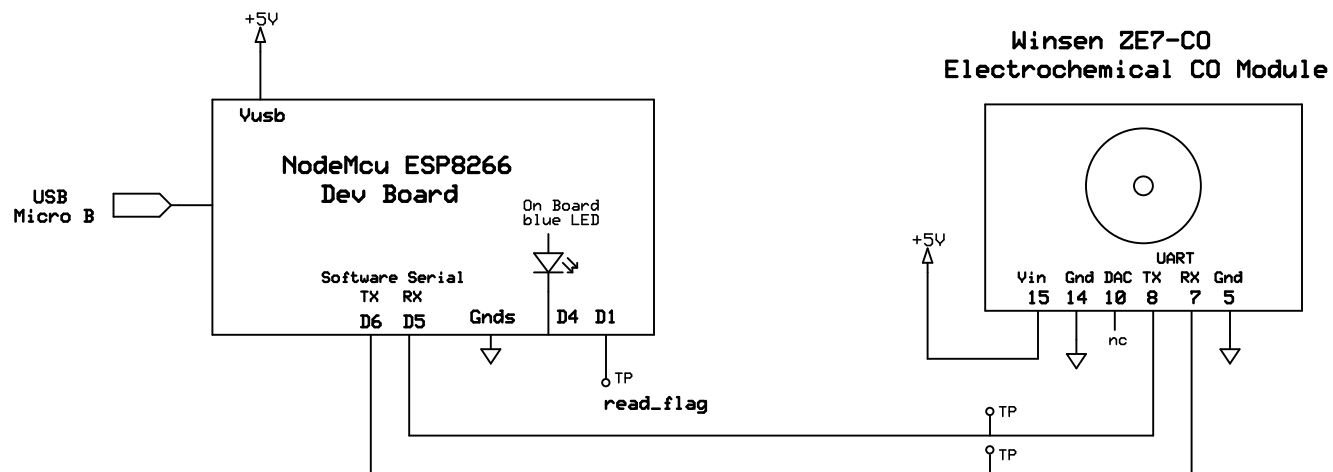 +5V
Winsen ZE7-CO
Electrochemical CO Module
Vusb
NodeMcu ESP8266
Dev Board
USB
Micro B
On Board
blue LED
+5V
UART
Software Serial
Vin Gnd DAC TX RX Gnd
TX RX
15 14 10 8 7 5
D6 D5 Gnds D4 D1
nc
TP
read_flag
TP
TP